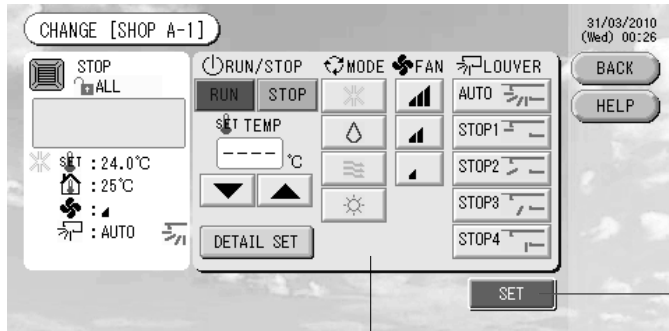 CHANGE [SHOP A-1]
31/03/2010
(Wed) 00:26
STOP
ALL
SET : 24.0°C
: 25°C
:
: AUTO
RUN/STOP
RUN STOP
SET TEMP
---- °C
DETAIL SET
MODE
FAN
LOUVER
AUTO
STOP1
STOP2
STOP3
STOP4
BACK
HELP
SET